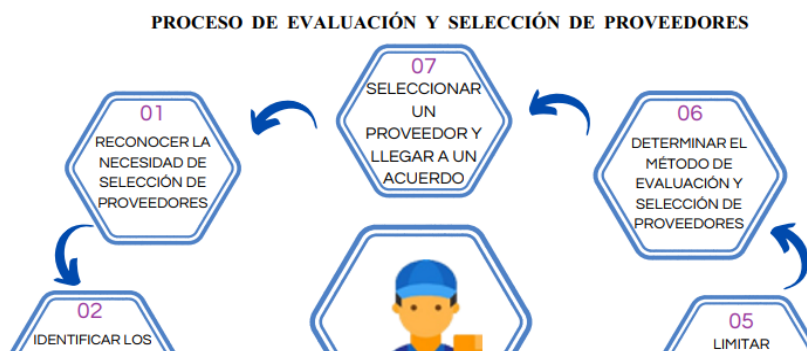 PROCESO DE EVALUACIÓN Y SELECCIÓN DE PROVEEDORES
01
RECONOCER LA
NECESIDAD DE
SELECCIÓN DE
PROVEEDORES
02
IDENTIFICAR LOS
05
LIMITAR
06
DETERMINAR EL
MÉTODO DE
EVALUACIÓN Y
SELECCIÓN DE
PROVEEDORES
07
SELECCIONAR
UN
PROVEEDOR Y
LLEGAR A UN
ACUERDO